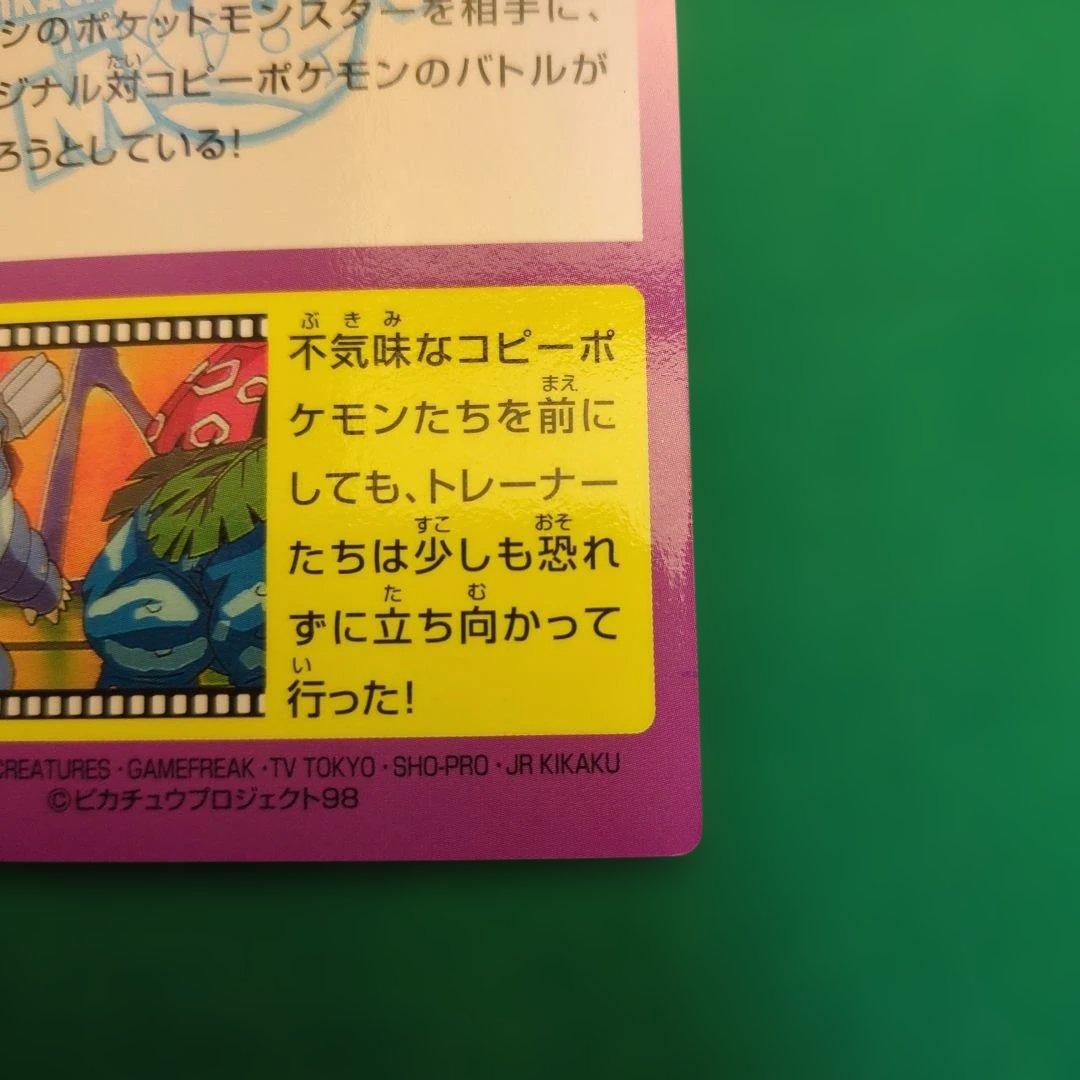 シのポケットモンスターを相手に、
ジナル対コピーポケモンのバトルが
ろうとしている!
不気味なコピーポ
ケモンたちを前に
しても、トレーナー
たちは少しも恐れ
ずに立ち向かって
行った!
CREATURES・GAMEFREAK・TV TOKYO・SHO-PRO・JR KIKAKU
©ピカチュウプロジェクト98